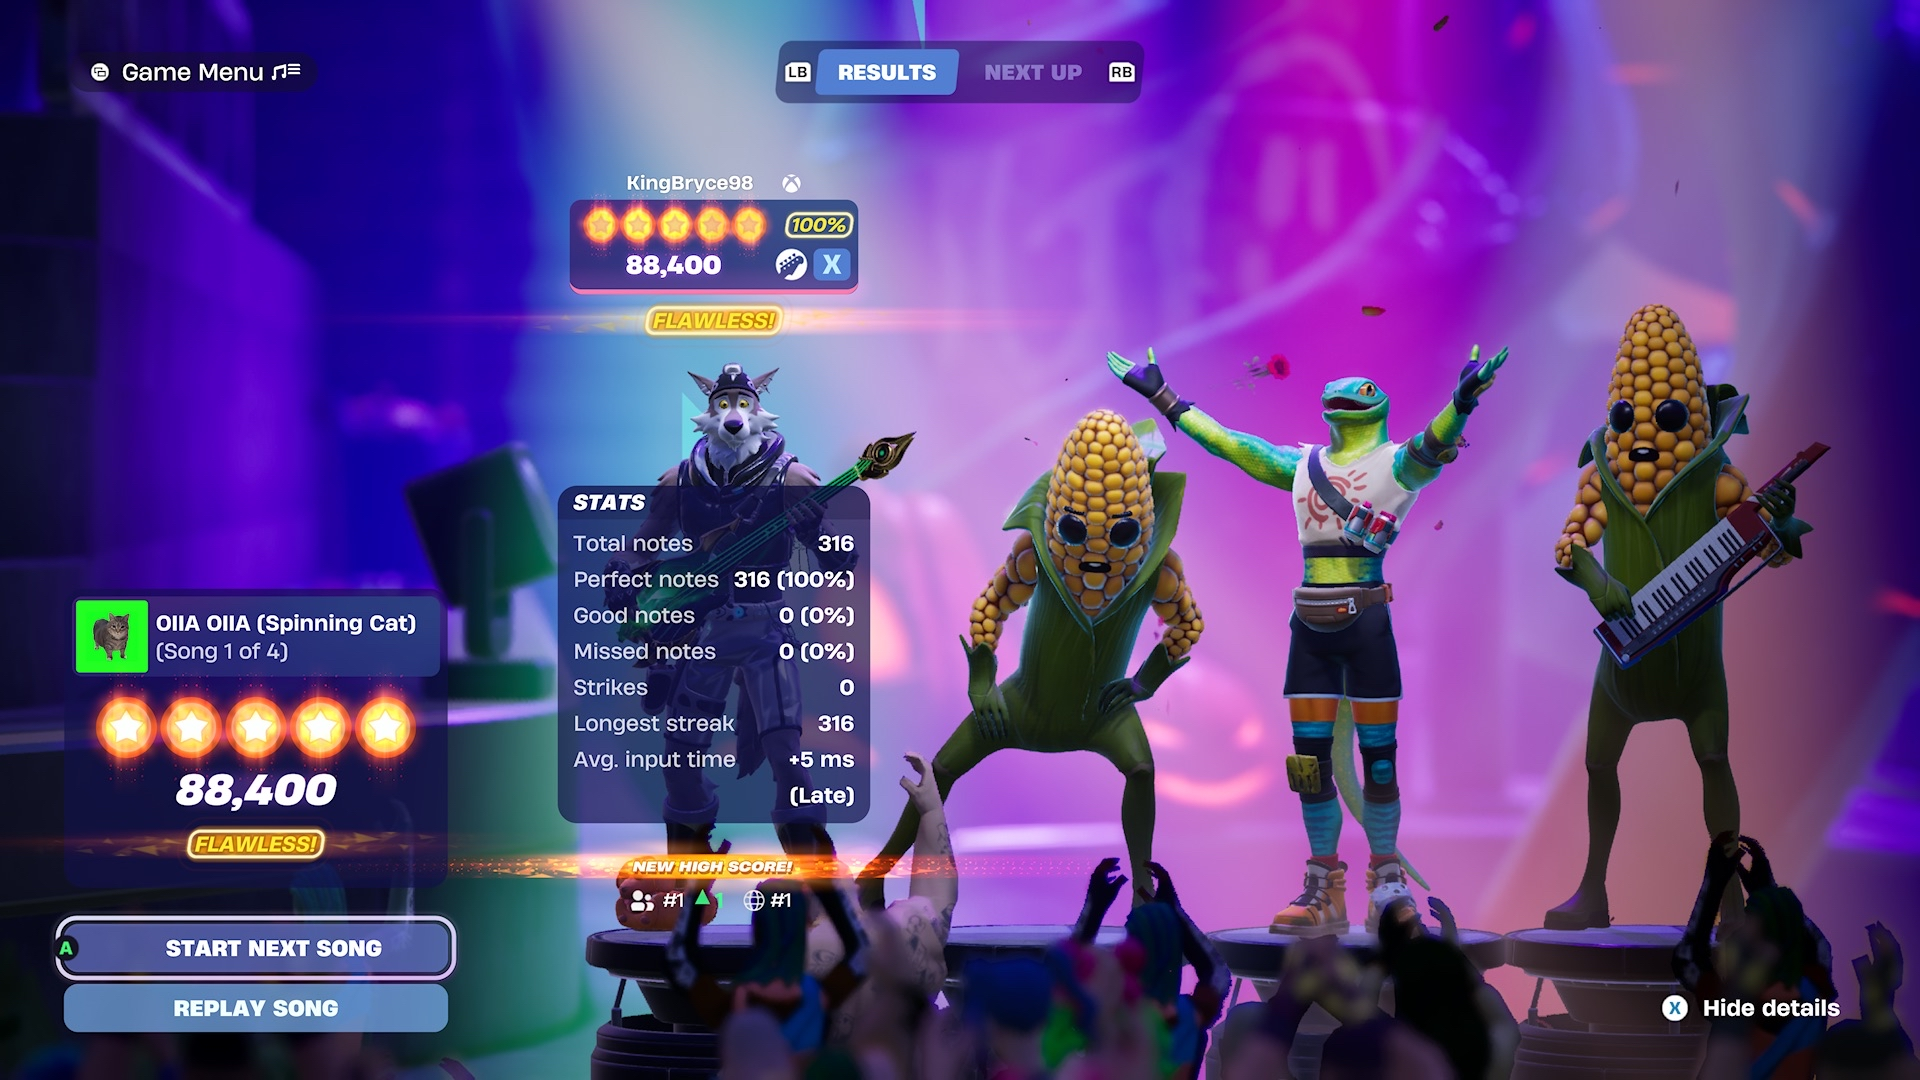 Game Menu
LB RESULTS NEXT UP RB
KingBryce98
100%
88,400 X
FLAWLESS!
STATS
Total notes 316
Perfect notes 316 (100%)
Good notes 0 (0%)
Missed notes 0 (0%)
Strikes 0
Longest streak 316
Avg. input time +5 ms
(Late)
NEW HIGH SCORE!
#1 1 #1
OIIA OIIA (Spinning Cat)
(Song 1 of 4)
88,400
FLAWLESS!
A START NEXT SONG
REPLAY SONG
X Hide details